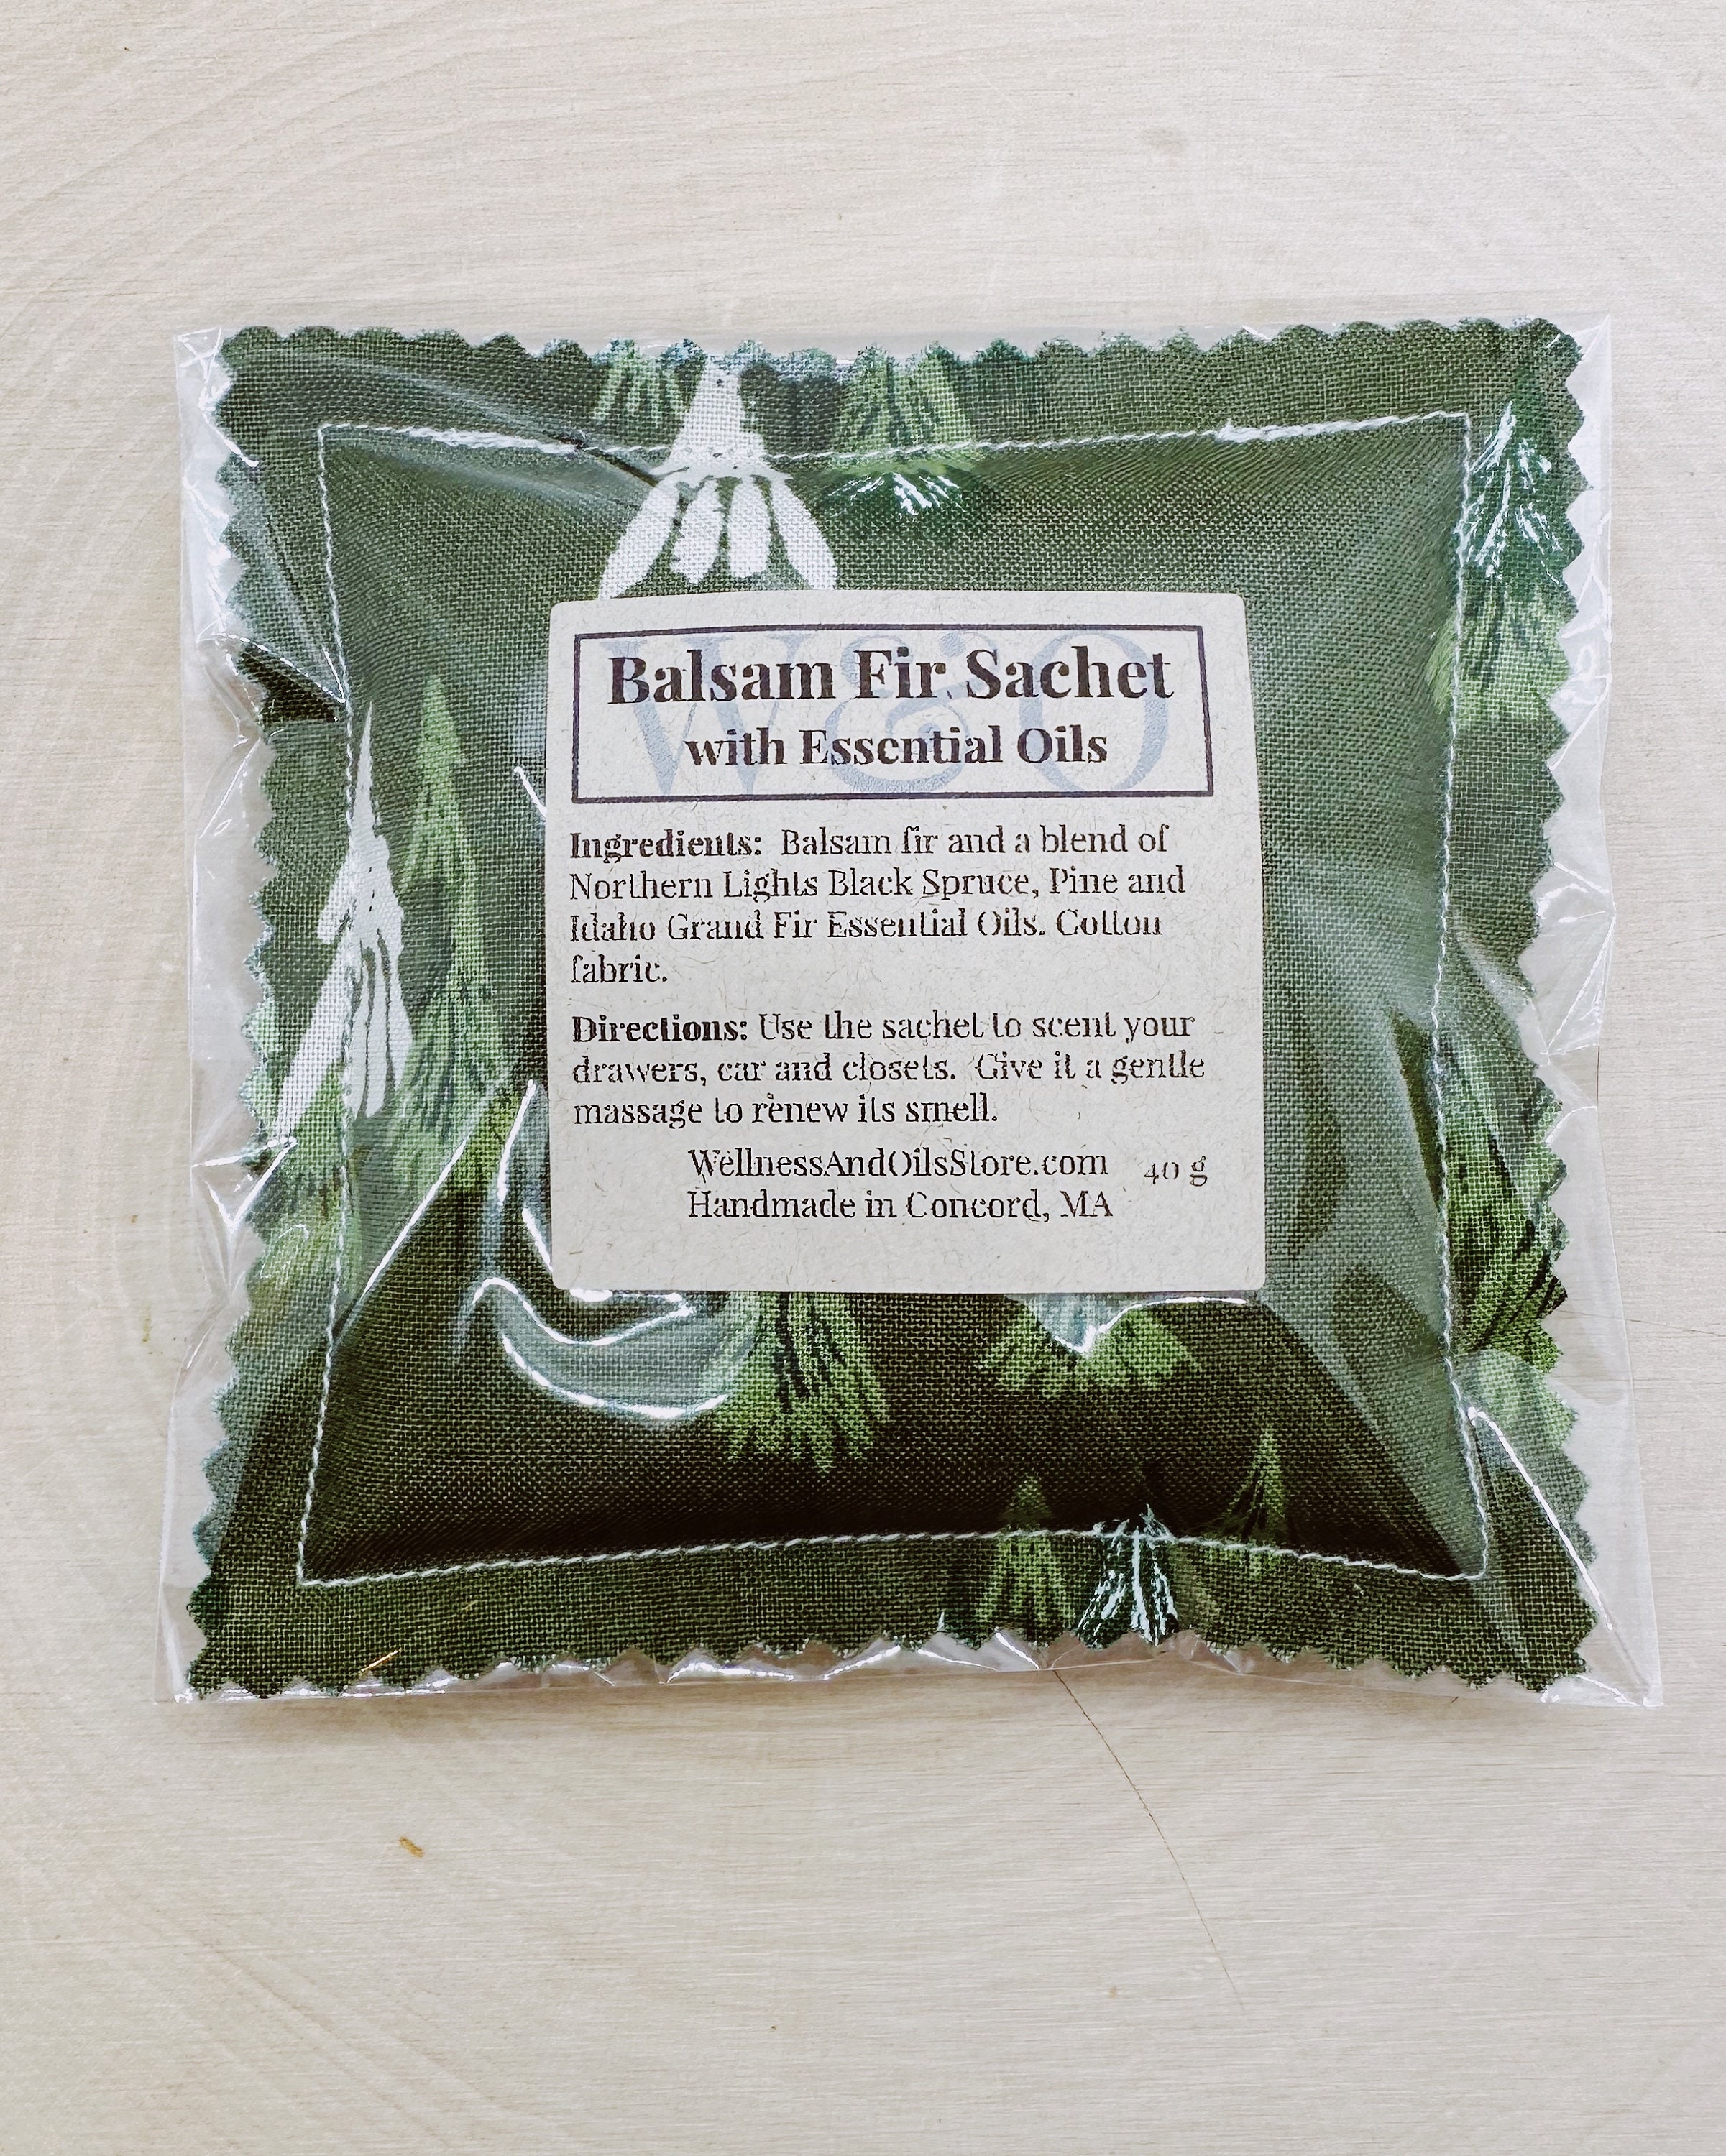 W&O
Balsam Fir Sachet
with Essential Oils
Ingredients: Balsam fir and a blend of
Northern Lights Black Spruce, Pine and
Idaho Grand Fir Essential Oils. Cotton
fabric.
Directions: Use the sachet to scent your
drawers, car and closets. Give it a gentle
massage to renew its smell.
WellnessAndOilsStore.com 40 g
Handmade in Concord, MA